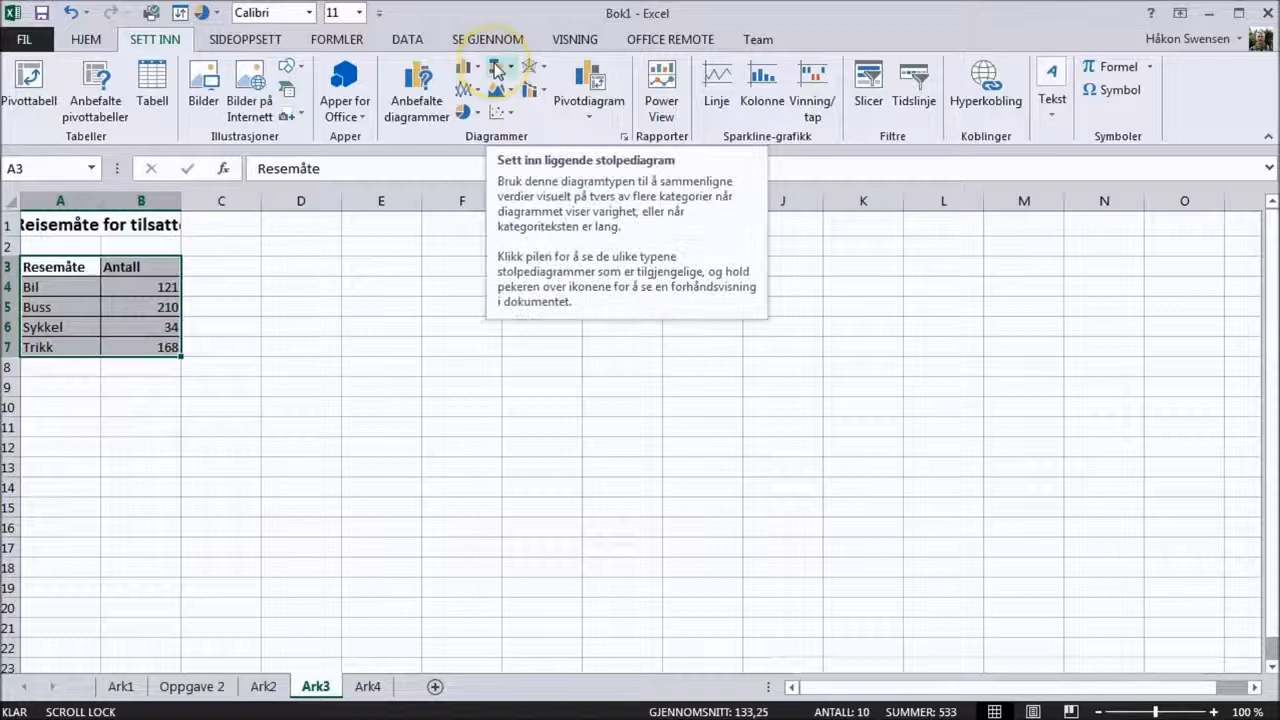 Calibri
11
Bok1 - Excel
FIL
HJEM
SETT INN
SIDEOPPSETT
FORMLER
DATA
SE GJENNOM
VISNING
OFFICE REMOTE
Team
Håkon Swensen
Pivottabell
Anbefalte
pivottabeller
Tabell
Bilder
Bilder på
Internett
Apper for
Office
Anbefalte
diagrammer
Pivotdiagram
Power
View
Linje
Kolonne
Vinning/
tap
Slicer
Tidslinje
Hyperkobling
Tekst
Formel
Symbol
Tabeller
Illustrasjoner
Apper
Diagrammer
Rapporter
Sparkline-grafikk
Filtre
Koblinger
Symboler
A3
fx
Resemåte
Sett inn liggende stolpediagram
Bruk denne diagramtypen til å sammenligne
verdier visuelt på tvers av flere kategorier når
diagrammet viser varighet, eller når
kategoriteksten er lang.
Klikk pilen for å se de ulike typene
stolpediagrammer som er tilgjengelige, og hold
pekeren over ikonene for å se en forhåndsvisning
i dokumentet.
A B C D E F J K L M N O
1 Reisemåte for tilsatte
2
3 Resemåte Antall
4 Bil 121
5 Buss 210
6 Sykkel 34
7 Trikk 168
8
9
10
11
12
13
14
15
16
17
18
19
20
21
22
23
Ark1
Oppgave 2
Ark2
Ark3
Ark4
KLAR
SCROLL LOCK
GJENNOMSNITT: 133,25
ANTALL: 10
SUMMER: 533
100 %